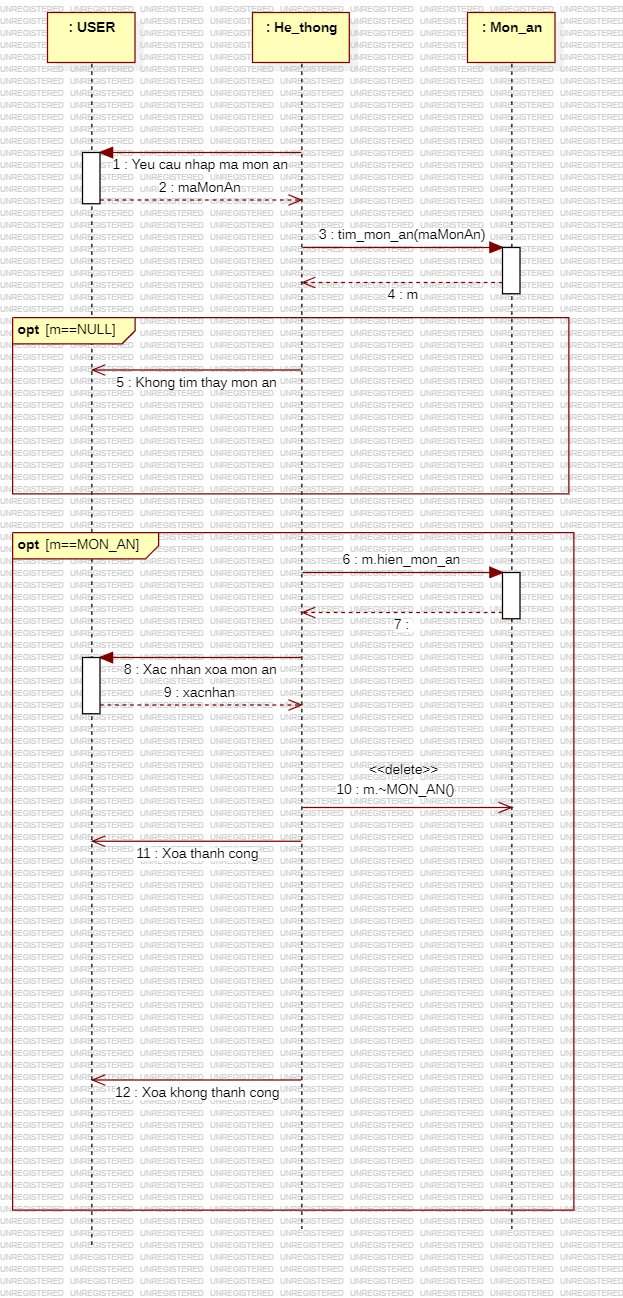 : USER
: He_thong
: Mon_an
1 : Yeu cau nhap ma mon an
2 : maMonAn
3 : tim_mon_an(maMonAn)
4 : m
opt [m==NULL]
5 : Khong tim thay mon an
opt [m==MON_AN]
6 : m.hien_mon_an
7 :
8 : Xac nhan xoa mon an
9 : xacnhan
<<delete>>
10 : m.~MON_AN()
11 : Xoa thanh cong
12 : Xoa khong thanh cong
UNREGISTERED